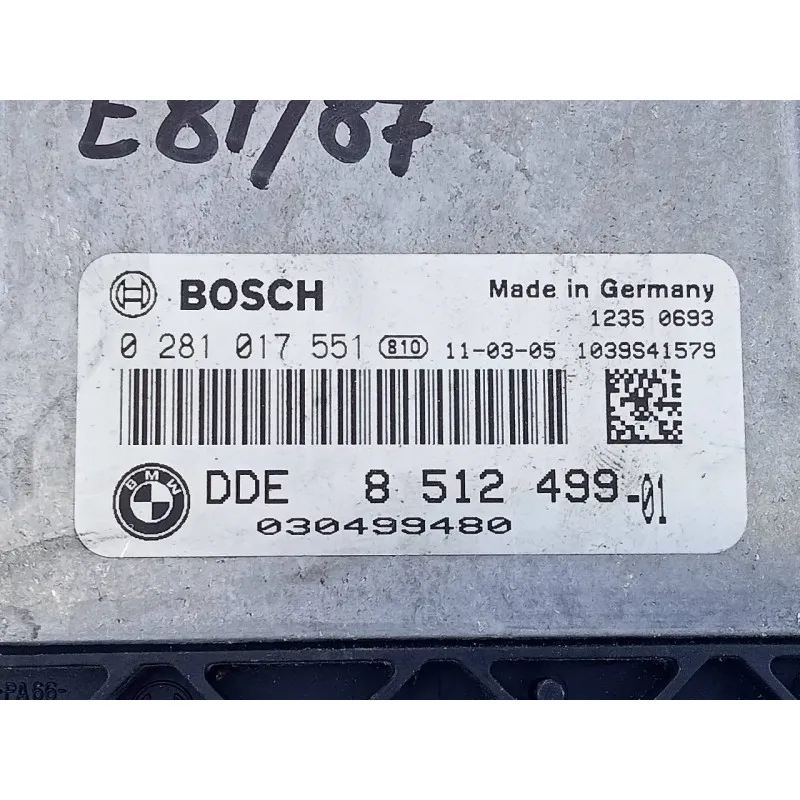 E81/87
BOSCH Made in Germany
1235 0693
0 281 017 551 810 11-03-05 1039S41579
BMW DDE 8 512 499-01
030499480
-PA66-